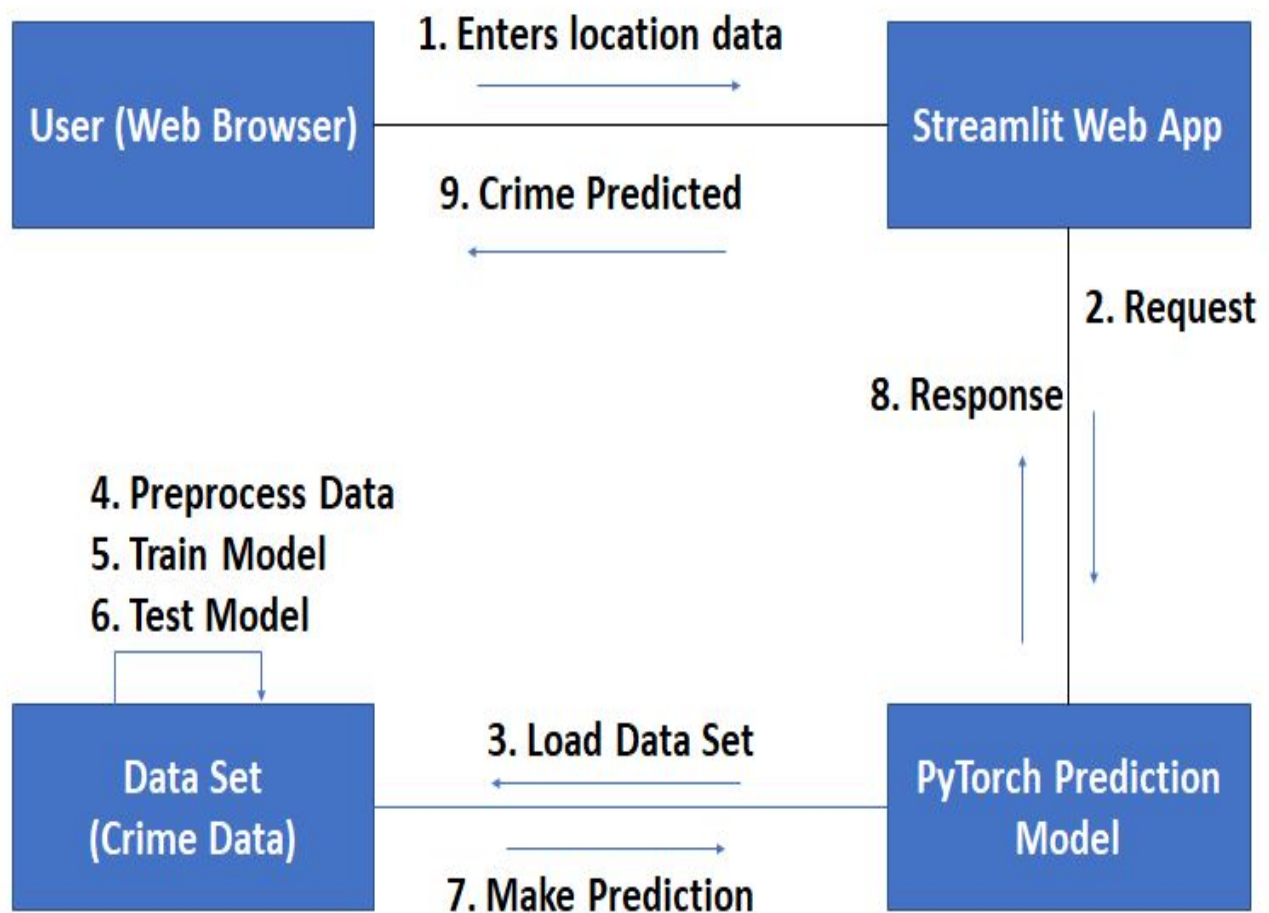 1. Enters location data
User (Web Browser)
Streamlit Web App
9. Crime Predicted
2. Request
8. Response
4. Preprocess Data
5. Train Model
6. Test Model
3. Load Data Set
Data Set
(Crime Data)
PyTorch Prediction
Model
7. Make Prediction